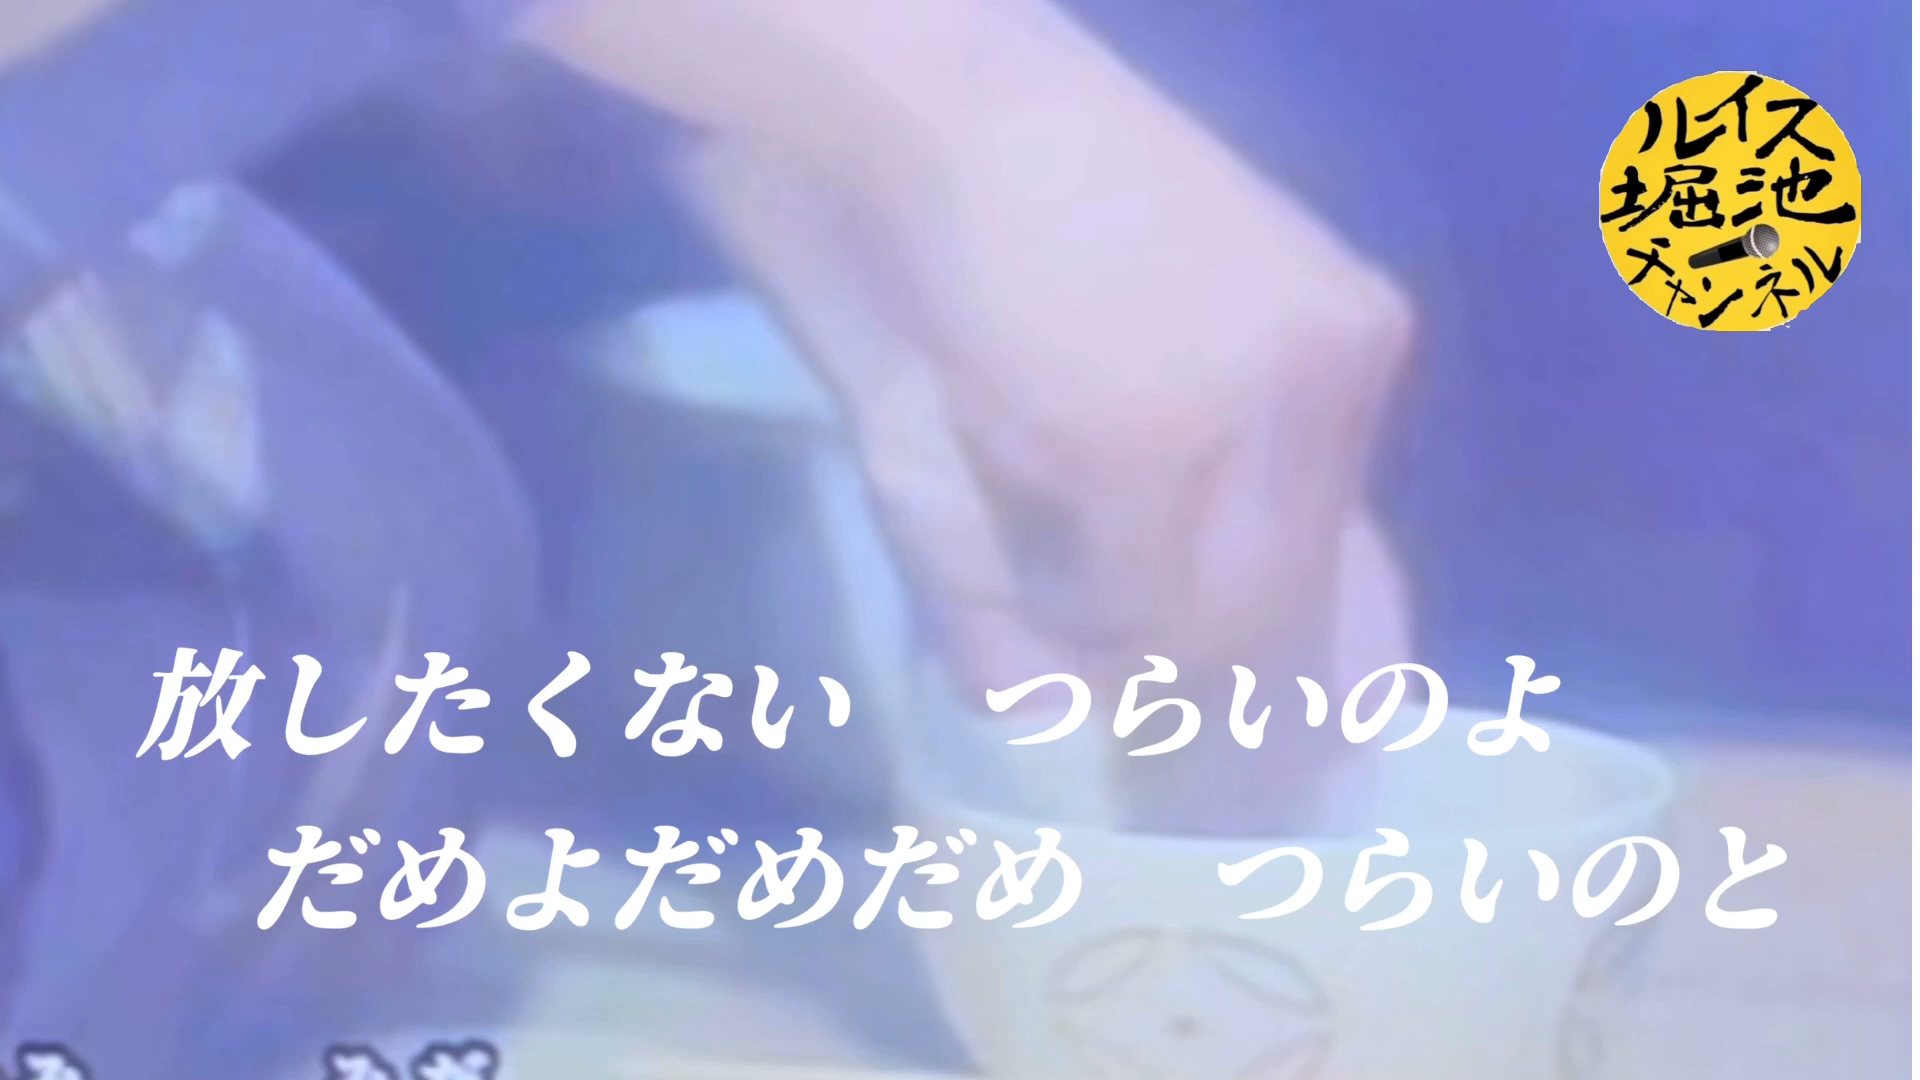 ルイス
堀池
チャンネル
放したくない　つらいのよ
だめよだめだめ　つらいのと